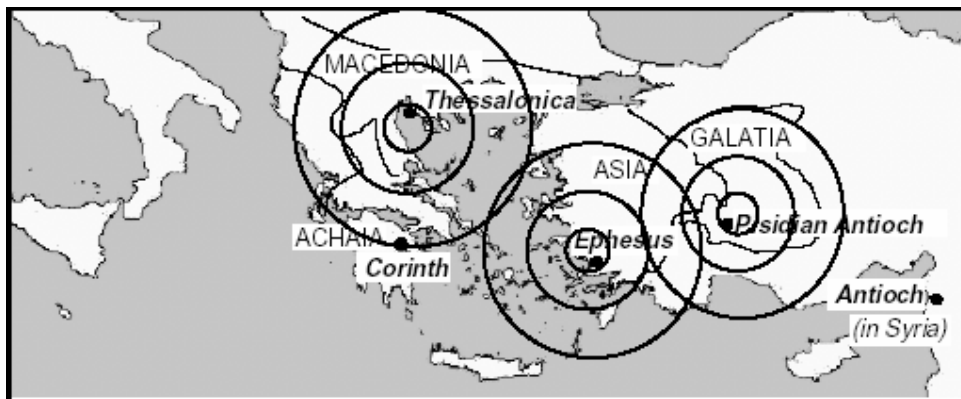 MACEDONIA
Thessalonica
GALATIA
ASIA
Pisidian Antioch
ACHAIA
Ephesus
Corinth
Antioch
(in Syria)